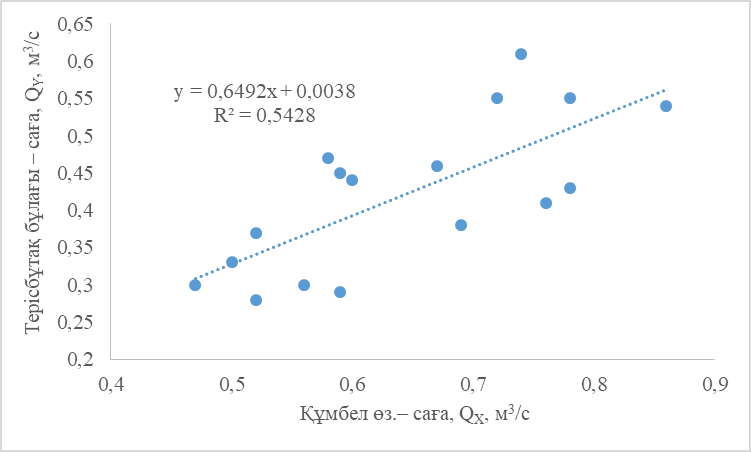 0,65
0,6
0,55
0,5
0,45
0,4
0,35
0,3
0,25
0,2
Терісбұтақ бұлағы – саға, Qү, м³/с
y = 0,6492x + 0,0038
R² = 0,5428
0,4 0,5 0,6 0,7 0,8 0,9
Құмбел өз.– саға, Qх, м³/с